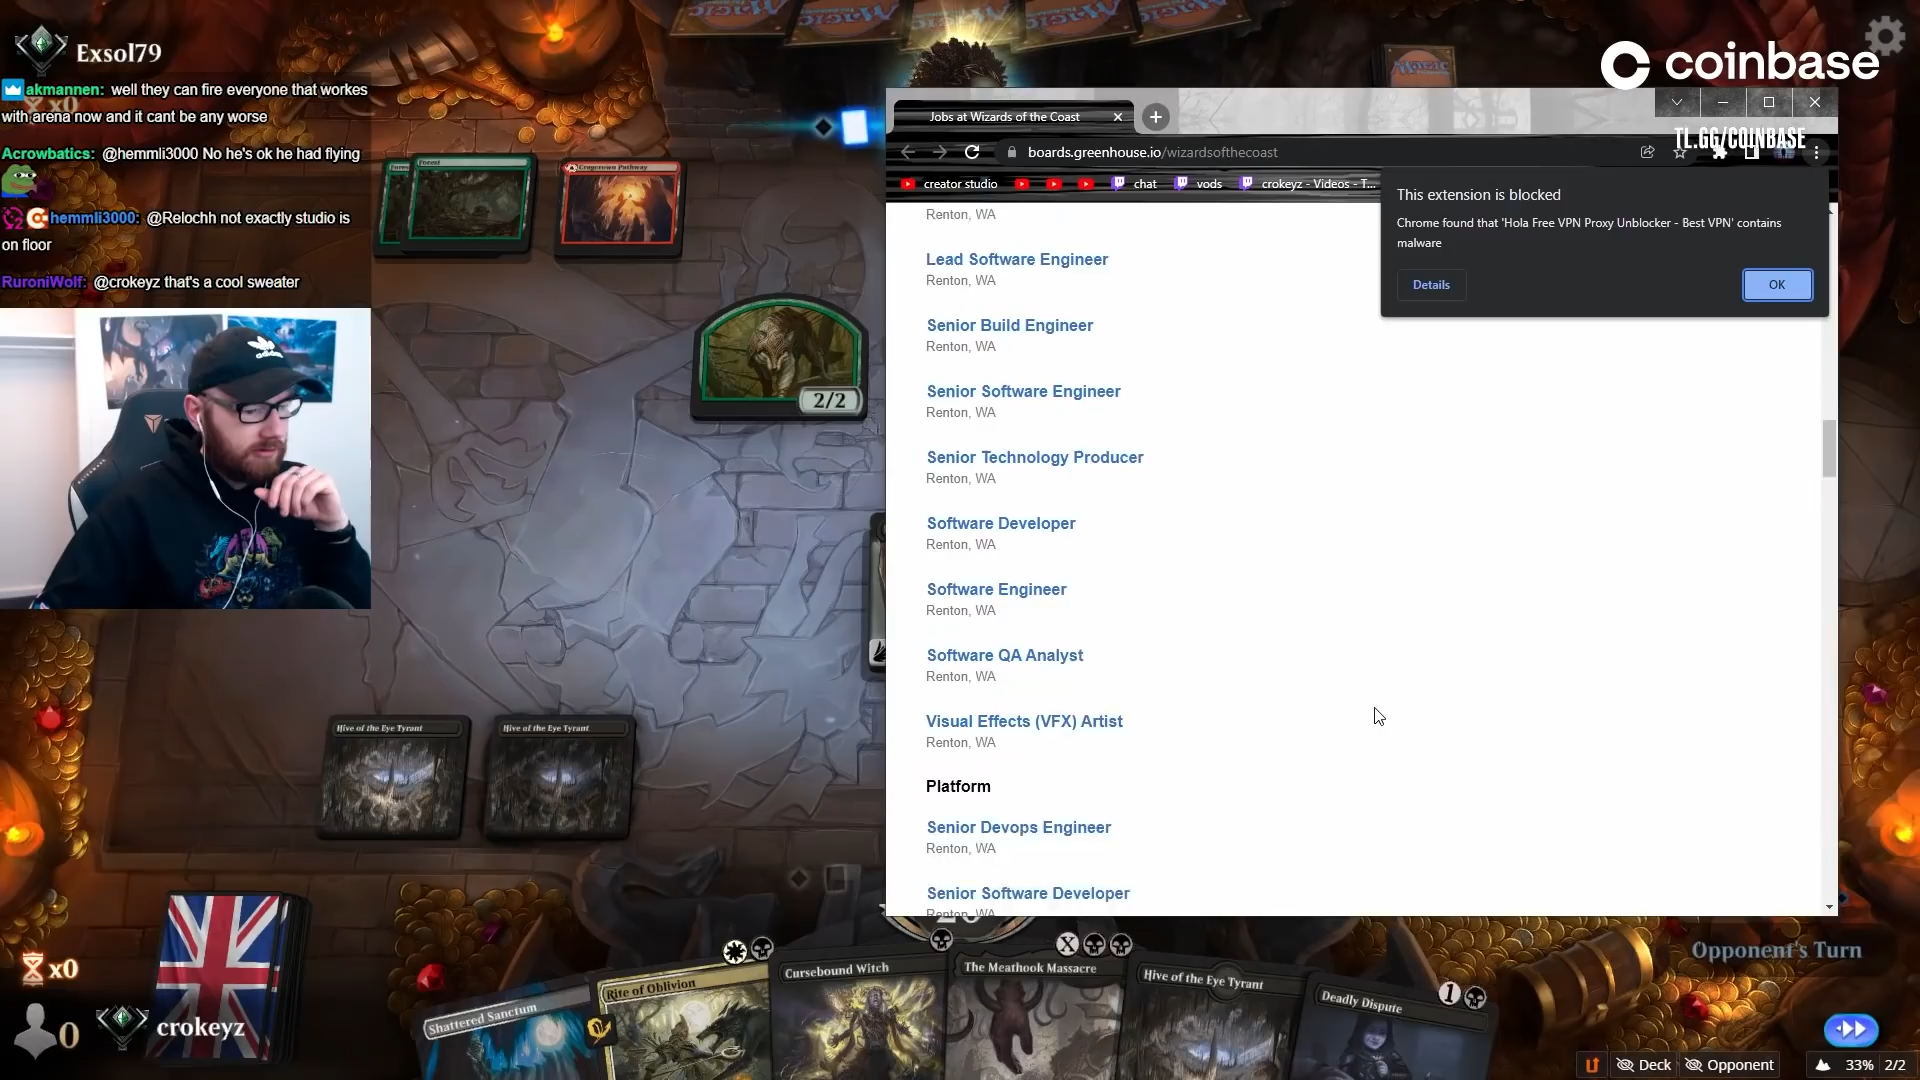 Exsol79
akmannen: well they can fire everyone that workes
x0
with arena now and it cant be any worse
Acrowbatics: @hemmli3000 No he's ok he had flying
hemmli3000: @Relochh not exactly studio is
on floor
RuroniWolf: @crokeyz that's a cool sweater
Forest
Cragcrown Pathway
2/2
coinbase
TL.GG/COINBASE
Jobs at Wizards of the Coast
boards.greenhouse.io/wizardsofthecoast
creator studio
chat
vods
crokeyz - Videos - T...
This extension is blocked
Chrome found that 'Hola Free VPN Proxy Unblocker - Best VPN' contains
malware
Details
OK
Renton, WA
Lead Software Engineer
Renton, WA
Senior Build Engineer
Renton, WA
Senior Software Engineer
Renton, WA
Senior Technology Producer
Renton, WA
Software Developer
Renton, WA
Software Engineer
Renton, WA
Software QA Analyst
Renton, WA
Visual Effects (VFX) Artist
Renton, WA
Platform
Senior Devops Engineer
Renton, WA
Senior Software Developer
Renton, WA
adidas
Hive of the Eye Tyrant
Hive of the Eye Tyrant
x0
0
crokeyz
Shattered Sanctum
Rite of Oblivion
Cursebound Witch
X
The Meathook Massacre
Hive of the Eye Tyrant
1
Deadly Dispute
Opponent's Turn
Deck
Opponent
33%
2/2